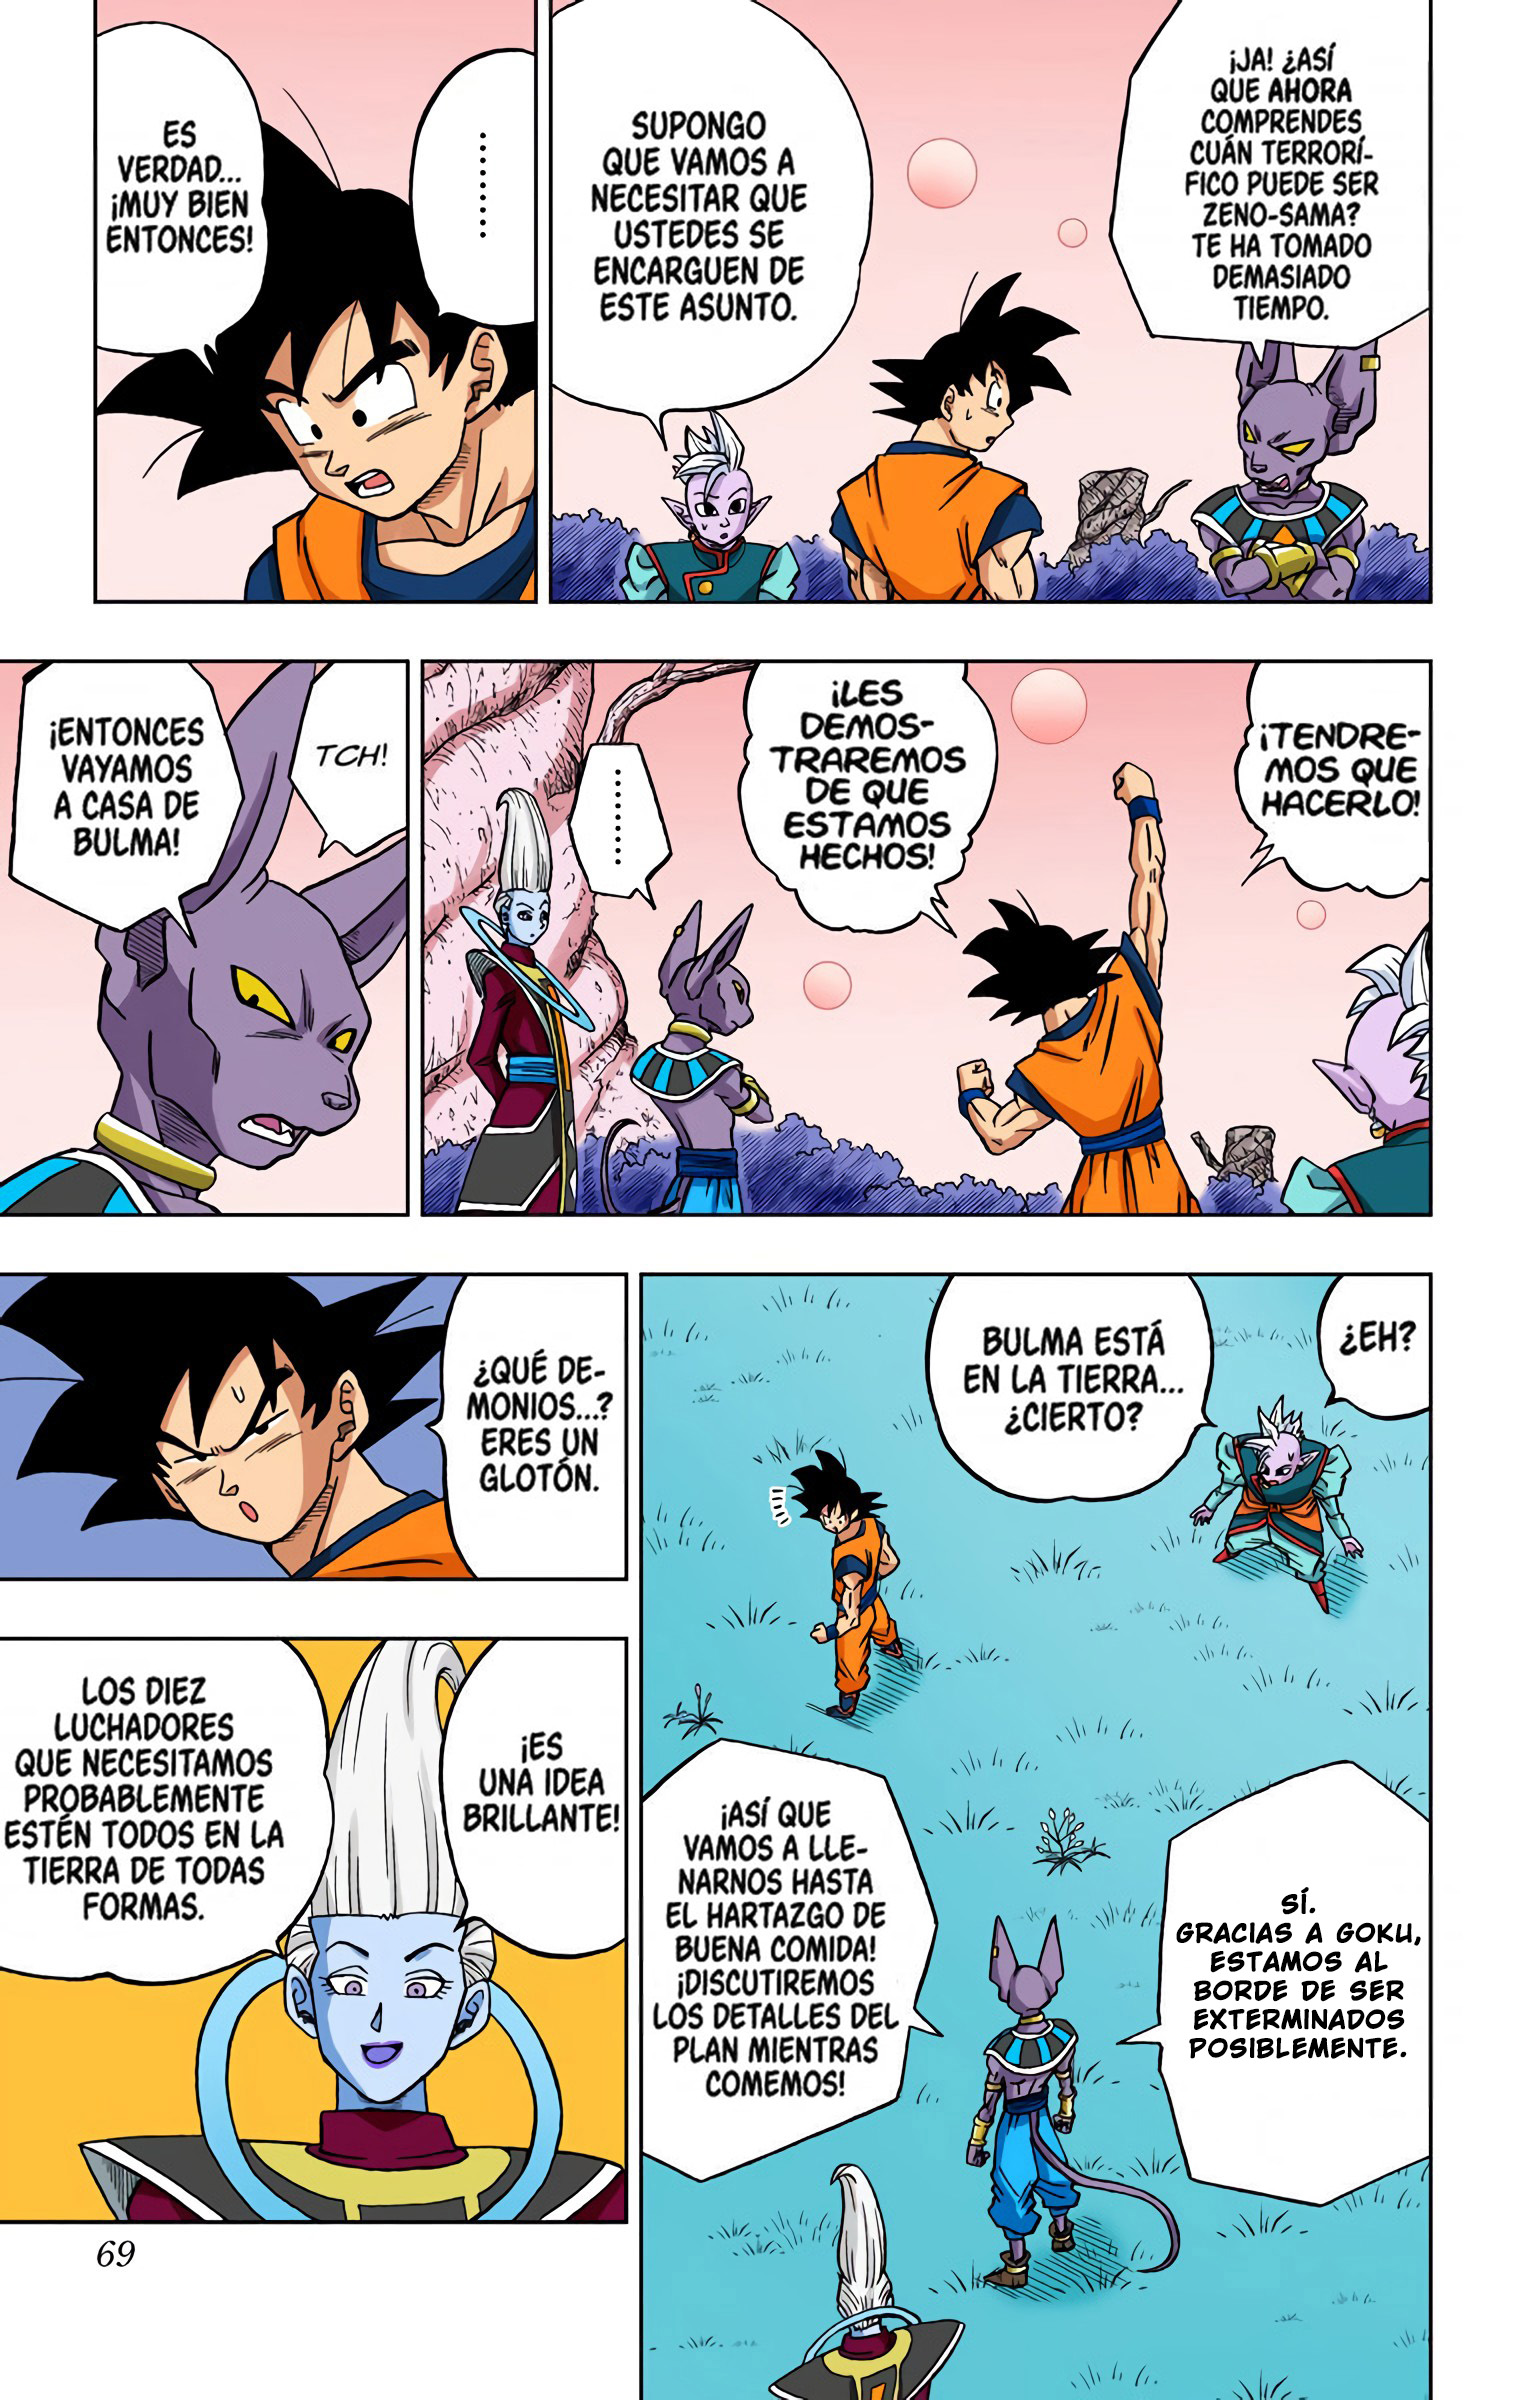 ¡JA! ¿ASÍ
QUE AHORA
COMPRENDES
CUÁN TERRORÍ-
FICO PUEDE SER
ZENO-SAMA?
TE HA TOMADO
DEMASIADO
TIEMPO.
SUPONGO
QUE VAMOS A
NECESITAR QUE
USTEDES SE
ENCARGUEN DE
ESTE ASUNTO.
........
ES
VERDAD...
¡MUY BIEN
ENTONCES!
¡TENDRE-
MOS QUE
HACERLO!
¡LES
DEMOS-
TRAREMOS
DE QUE
ESTAMOS
HECHOS!
........
TCH!
¡ENTONCES
VAYAMOS
A CASA DE
BULMA!
¿EH?
BULMA ESTÁ
EN LA TIERRA...
¿CIERTO?
SÍ.
GRACIAS A GOKU,
ESTAMOS AL
BORDE DE SER
EXTERMINADOS
POSIBLEMENTE.
¡ASÍ QUE
VAMOS A LLE-
NARNOS HASTA
EL HARTAZGO DE
BUENA COMIDA!
¡DISCUTIREMOS
LOS DETALLES DEL
PLAN MIENTRAS
COMEMOS!
¿QUÉ DE-
MONIOS...?
ERES UN
GLOTÓN.
¡ES
UNA IDEA
BRILLANTE!
LOS DIEZ
LUCHADORES
QUE NECESITAMOS
PROBABLEMENTE
ESTÉN TODOS EN LA
TIERRA DE TODAS
FORMAS.
69